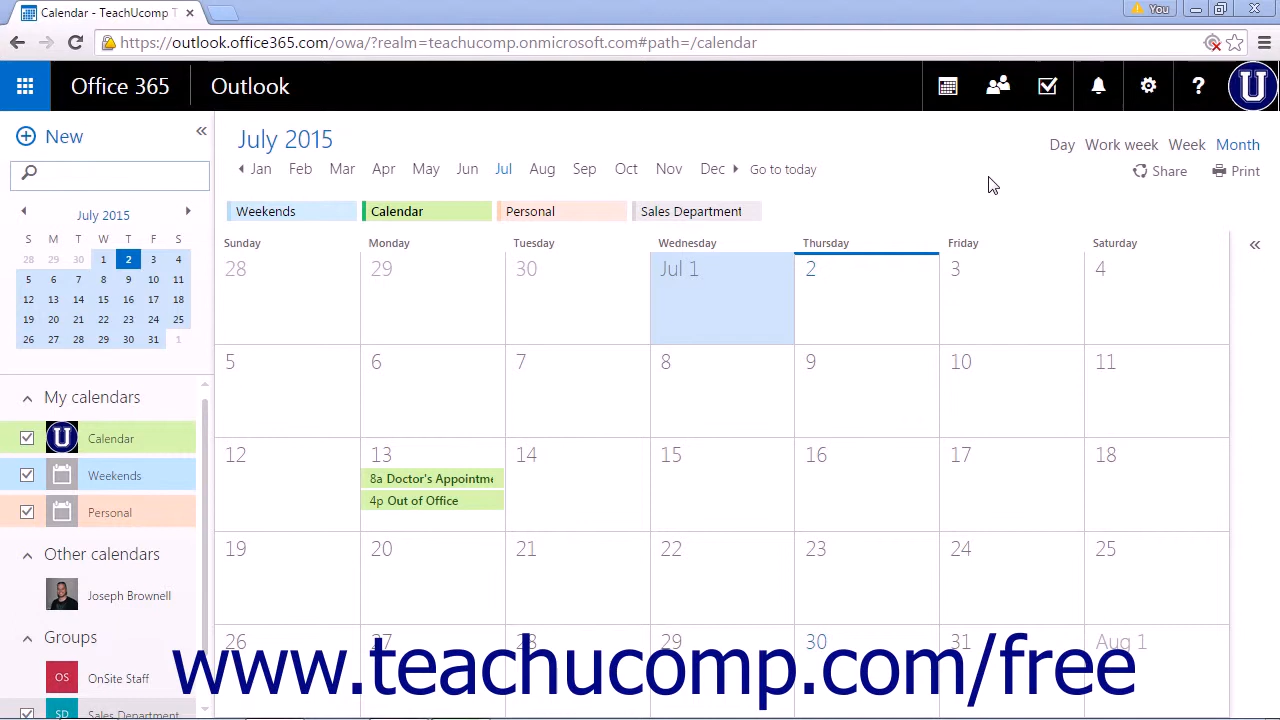 Calendar - TeachUcomp T
You
https://outlook.office365.com/owa/?realm=teachucomp.onmicrosoft.com#path=/calendar
Office 365
Outlook
?
U
New
July 2015
Day Work week Week Month
Jan Feb Mar Apr May Jun Jul Aug Sep Oct Nov Dec Go to today
Share Print
July 2015
S M T W T F S
28 29 30 1 2 3 4
5 6 7 8 9 10 11
12 13 14 15 16 17 18
19 20 21 22 23 24 25
26 27 28 29 30 31 1
My calendars
U Calendar
Weekends
Personal
Other calendars
Joseph Brownell
Groups
OS OnSite Staff
SD Sales Department
Weekends Calendar Personal Sales Department
Sunday Monday Tuesday Wednesday Thursday Friday Saturday
28 29 30 Jul 1 2 3 4
5 6 7 8 9 10 11
12 13 14 15 16 17 18
8a Doctor's Appointme
4p Out of Office
19 20 21 22 23 24 25
26 27 28 29 30 31 Aug 1
www.teachucomp.com/free